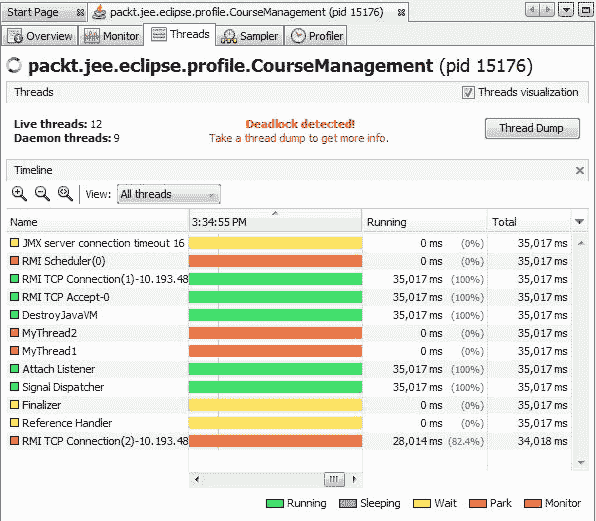 Start Page packt.jee.eclipse.profile.CourseManagement (pid 15176)
Overview Monitor Threads Sampler Profiler
packt.jee.eclipse.profile.CourseManagement (pid 15176)
Threads Threads visualization
Live threads: 12
Daemon threads: 9
Deadlock detected!
Take a thread dump to get more info.
Thread Dump
Timeline
View: All threads
Name 3:34:55 PM Running Total
JMX server connection timeout 16 0 ms (0%) 35,017 ms
RMI Scheduler(0) 0 ms (0%) 35,017 ms
RMI TCP Connection(1)-10.193.48 35,017 ms (100%) 35,017 ms
RMI TCP Accept-0 35,017 ms (100%) 35,017 ms
DestroyJavaVM 35,017 ms (100%) 35,017 ms
MyThread2 0 ms (0%) 35,017 ms
MyThread1 0 ms (0%) 35,017 ms
Attach Listener 35,017 ms (100%) 35,017 ms
Signal Dispatcher 35,017 ms (100%) 35,017 ms
Finalizer 0 ms (0%) 35,017 ms
Reference Handler 0 ms (0%) 35,017 ms
RMI TCP Connection(2)-10.193.48 28,014 ms (82.4%) 34,018 ms
Running Sleeping Wait Park Monitor